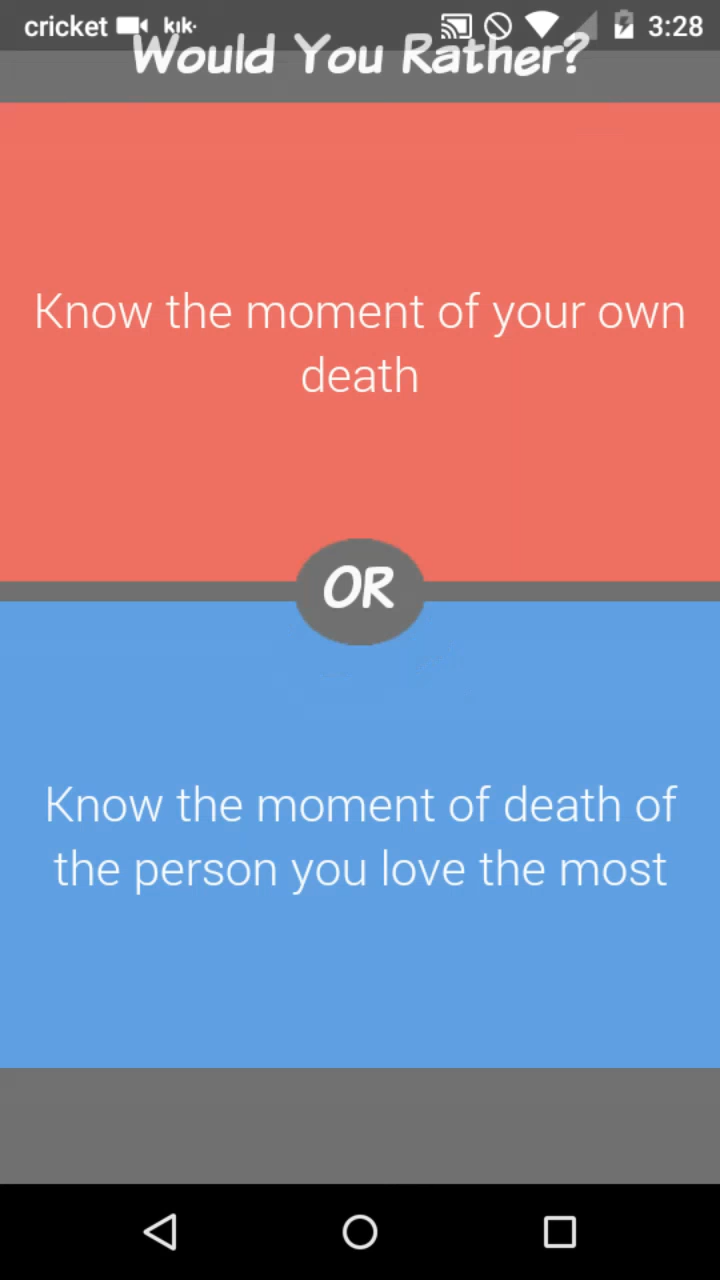 cricket kik· 3:28
Would You Rather?
Know the moment of your own
death
OR
Know the moment of death of
the person you love the most